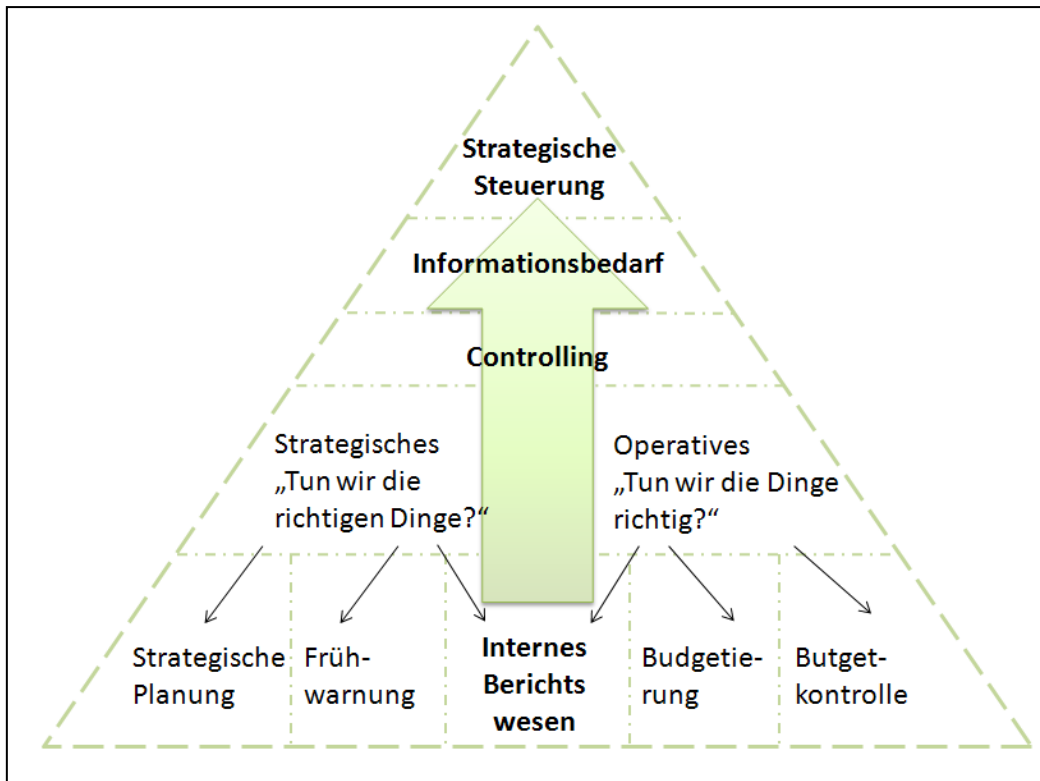 Strategische
Steuerung
Informationsbedarf
Controlling
Strategisches
„Tun wir die
richtigen Dinge?“
Operatives
„Tun wir die Dinge
richtig?“
Strategische
Planung
Früh-
warnung
Internes
Berichts
wesen
Budgetie-
rung
Butget-
kontrolle